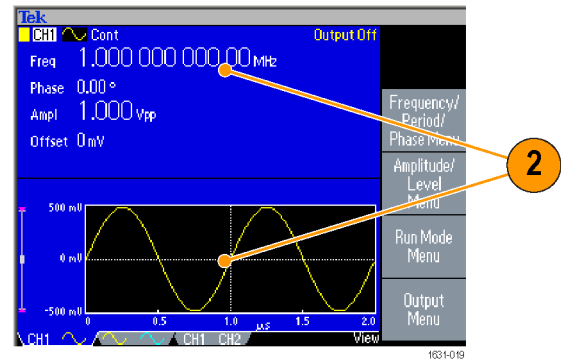 Tek
CH1 Cont Output Off
Freq 1.000 000 000 00 MHz
Phase 0.00 °
Ampl 1.000 Vpp
Offset 0 mV
Frequency/
Period/
Phase Menu
Amplitude/
Level
Menu
Run Mode
Menu
Output
Menu
2
500 mV
0 mV
-500 mV
0 0.5 1.0 µs 1.5 2.0
CH1 CH1 CH2 View
1631-019